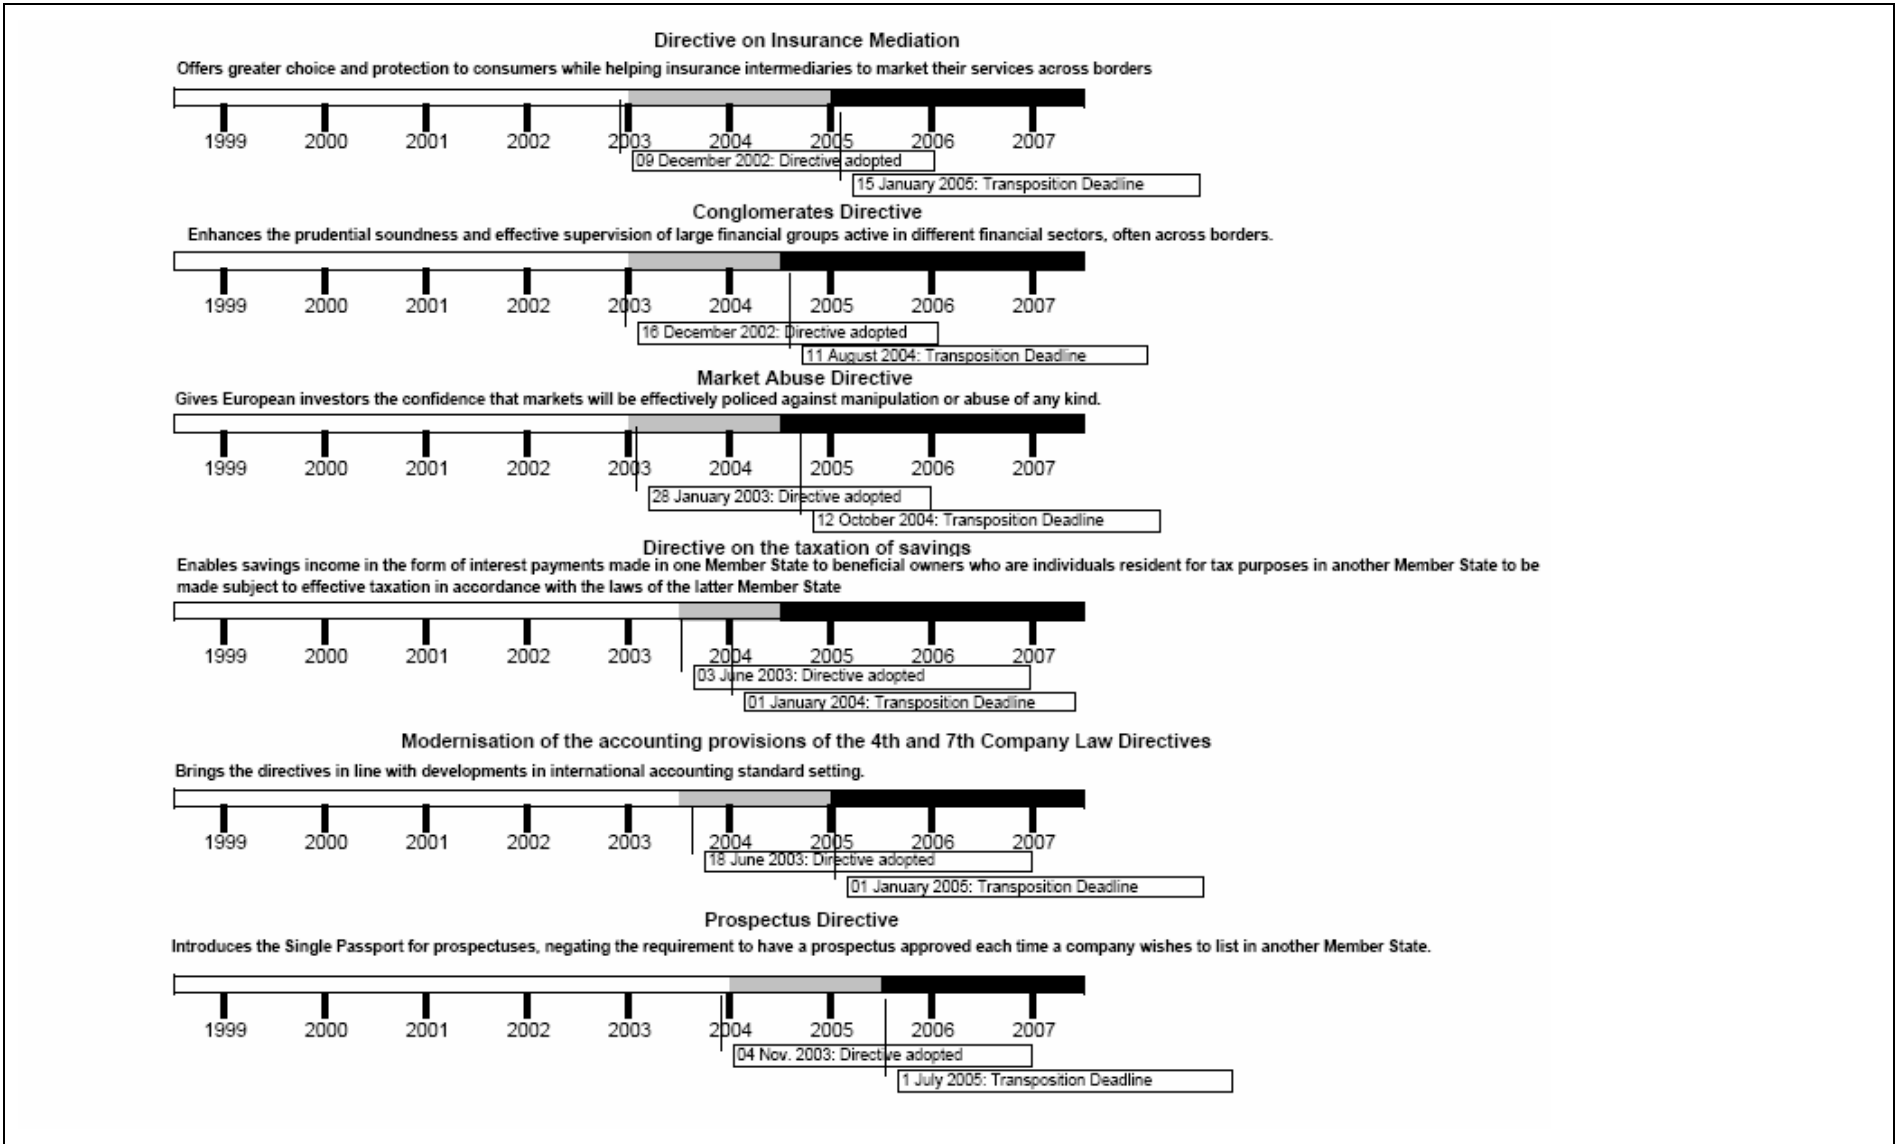 Directive on Insurance Mediation
Offers greater choice and protection to consumers while helping insurance intermediaries to market their services across borders
1999 2000 2001 2002 2003 2004 2005 2006 2007
09 December 2002: Directive adopted
15 January 2005: Transposition Deadline
Conglomerates Directive
Enhances the prudential soundness and effective supervision of large financial groups active in different financial sectors, often across borders.
1999 2000 2001 2002 2003 2004 2005 2006 2007
16 December 2002: Directive adopted
11 August 2004: Transposition Deadline
Market Abuse Directive
Gives European investors the confidence that markets will be effectively policed against manipulation or abuse of any kind.
1999 2000 2001 2002 2003 2004 2005 2006 2007
28 January 2003: Directive adopted
12 October 2004: Transposition Deadline
Directive on the taxation of savings
Enables savings income in the form of interest payments made in one Member State to beneficial owners who are individuals resident for tax purposes in another Member State to be
made subject to effective taxation in accordance with the laws of the latter Member State
1999 2000 2001 2002 2003 2004 2005 2006 2007
03 June 2003: Directive adopted
01 January 2004: Transposition Deadline
Modernisation of the accounting provisions of the 4th and 7th Company Law Directives
Brings the directives in line with developments in international accounting standard setting.
1999 2000 2001 2002 2003 2004 2005 2006 2007
18 June 2003: Directive adopted
01 January 2005: Transposition Deadline
Prospectus Directive
Introduces the Single Passport for prospectuses, negating the requirement to have a prospectus approved each time a company wishes to list in another Member State.
1999 2000 2001 2002 2003 2004 2005 2006 2007
04 Nov. 2003: Directive adopted
1 July 2005: Transposition Deadline